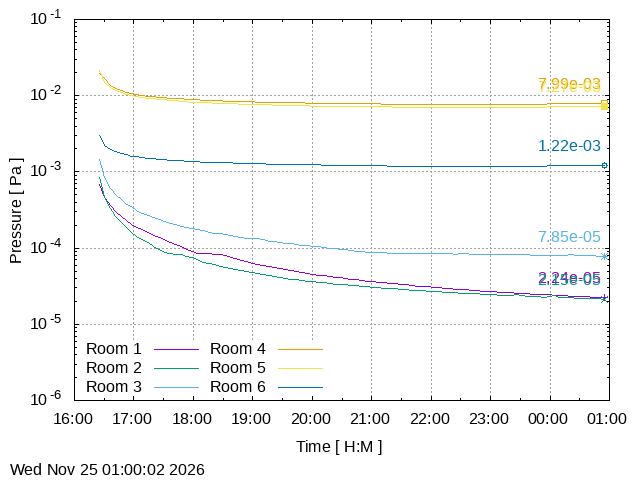 10^-1
10^-2
10^-3
10^-4
10^-5
10^-6
Pressure [ Pa ]
7.99e-03
1.22e-03
7.85e-05
2.24e-05
Room 1
Room 2
Room 3
Room 4
Room 5
Room 6
16:00 17:00 18:00 19:00 20:00 21:00 22:00 23:00 00:00 01:00
Time [ H:M ]
Wed Nov 25 01:00:02 2026